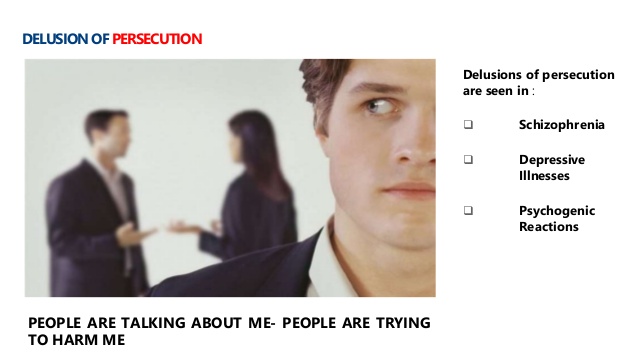 DELUSION OF PERSECUTION
Delusions of persecution
are seen in :
❑ Schizophrenia
❑ Depressive
Illnesses
❑ Psychogenic
Reactions
PEOPLE ARE TALKING ABOUT ME- PEOPLE ARE TRYING
TO HARM ME